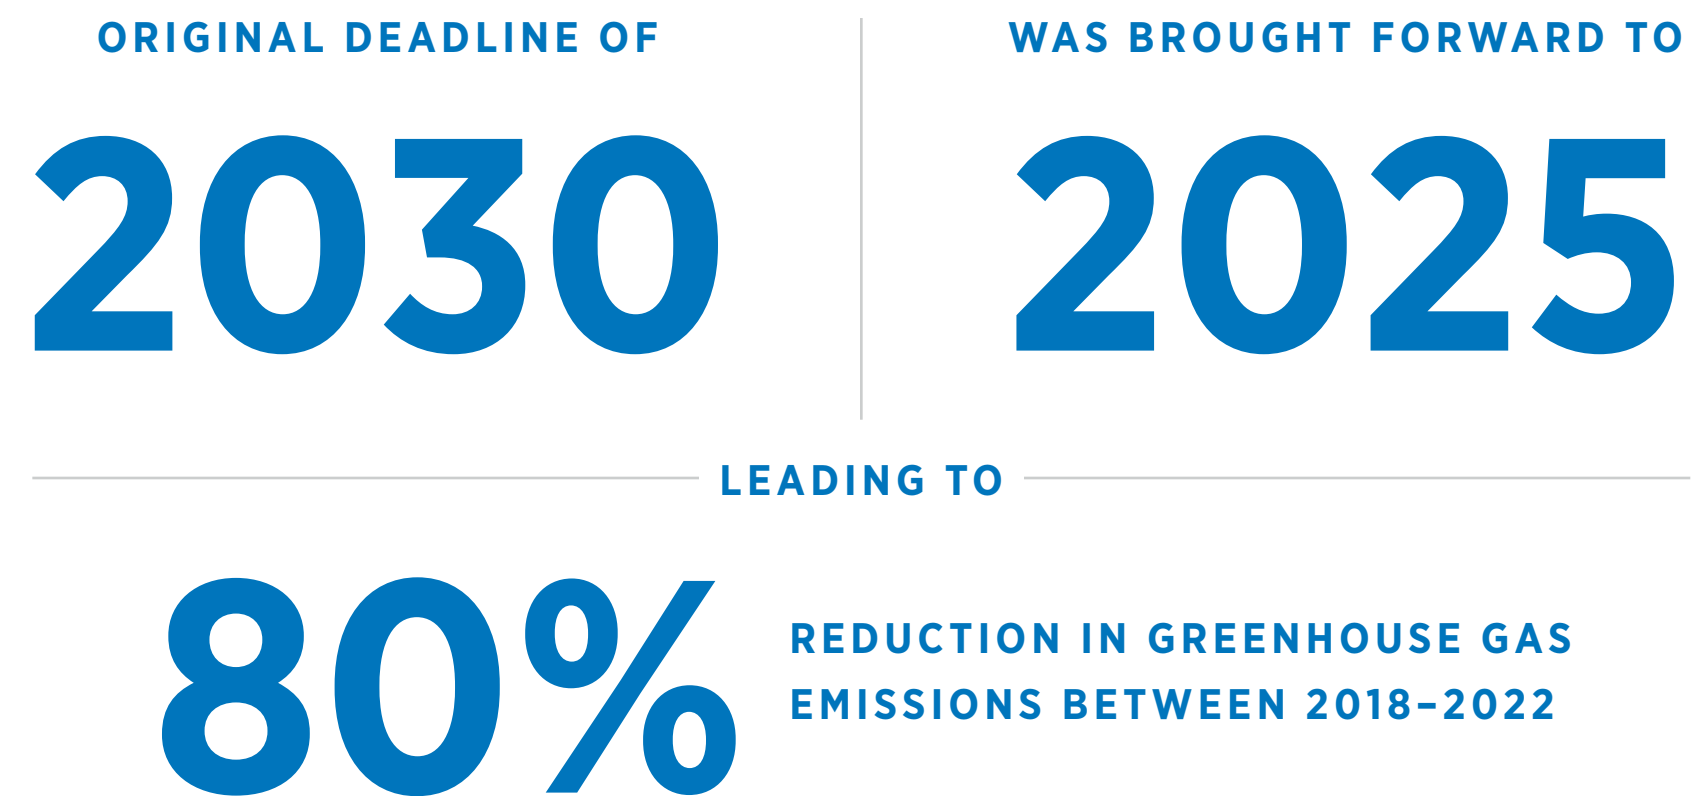 ORIGINAL DEADLINE OF
2030
WAS BROUGHT FORWARD TO
2025
LEADING TO
80%
REDUCTION IN GREENHOUSE GAS
EMISSIONS BETWEEN 2018–2022